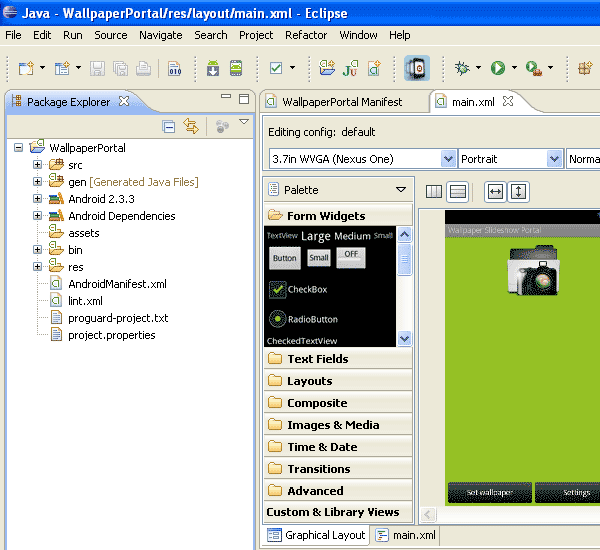 Java - WallpaperPortal/res/layout/main.xml - Eclipse
File Edit Run Source Navigate Search Project Refactor Window Help
010
Package Explorer
WallpaperPortal
src
gen [Generated Java Files]
Android 2.3.3
Android Dependencies
assets
bin
res
AndroidManifest.xml
lint.xml
proguard-project.txt
project.properties
WallpaperPortal Manifest main.xml
Editing config: default
3.7in WVGA (Nexus One) Portrait Norma
Palette
Form Widgets
TextView Large Medium Small
Button Small OFF
CheckBox
RadioButton
CheckedTextView
Text Fields
Layouts
Composite
Images & Media
Time & Date
Transitions
Advanced
Custom & Library Views
Graphical Layout main.xml
Wallpaper Slideshow Portal
Set wallpaper Settings